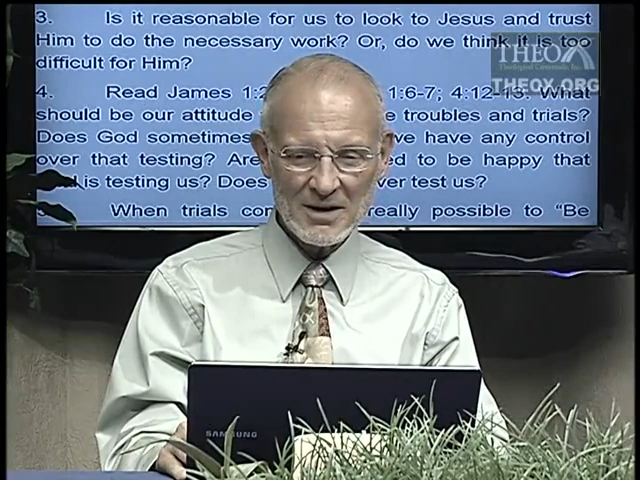 3. Is it reasonable for us to look to Jesus and trust
Him to do the necessary work? Or, do we think it is too
difficult for Him?
THEO
THEOX.ORG
4. Read James 1:2 1:6-7; 4:12-13. What
should be our attitude troubles and trials?
Does God sometimes ve have any control
over that testing? Are ed to be happy that
is testing us? Does ver test us?
When trials com really possible to "Be
SAMSUNG